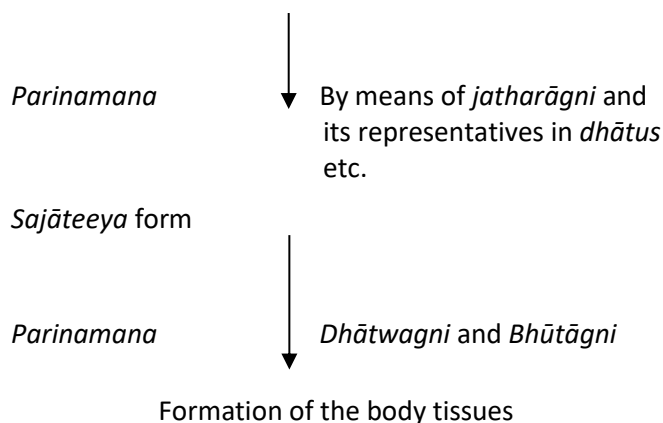 Parinamana By means of jatharāgni and
its representatives in dhātus
etc.
Sajāteeya form
Parinamana Dhātwagni and Bhūtāgni
Formation of the body tissues